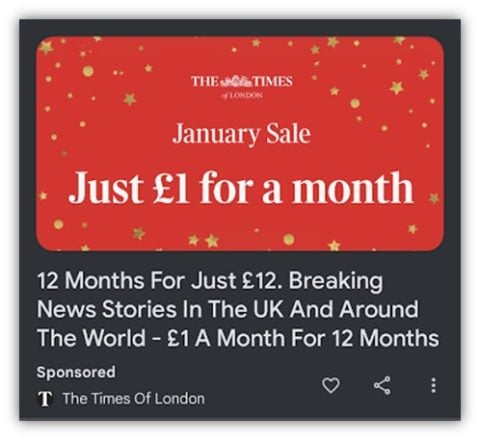 THE TIMES
of LONDON
January Sale
Just £1 for a month
12 Months For Just £12. Breaking
News Stories In The UK And Around
The World - £1 A Month For 12 Months
Sponsored
T The Times Of London